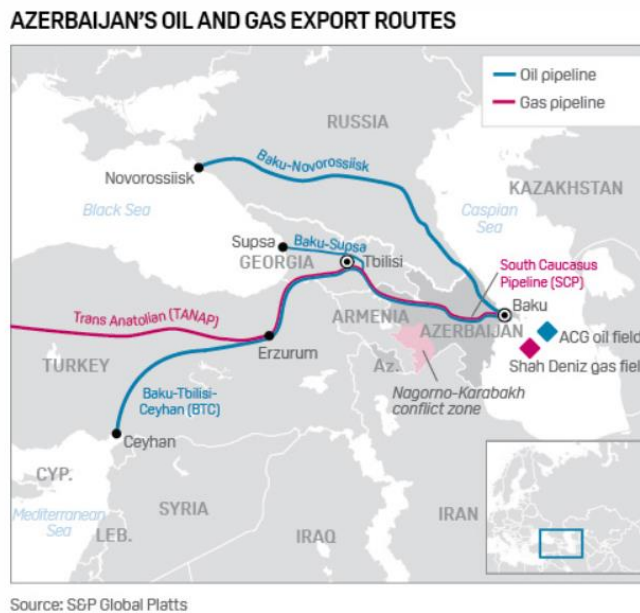 AZERBAIJAN'S OIL AND GAS EXPORT ROUTES
Oil pipeline
Gas pipeline
RUSSIA
Baku-Novorossiisk
Novorossiisk
KAZAKHSTAN
Black Sea
Caspian
Sea
Supsa
Baku-Supsa
Tbilisi
GEORGIA
South Caucasus
Pipeline (SCP)
Baku
Trans Anatolian (TANAP)
ARMENIA
AZERBAIJAN
ACG oil field
Erzurum
Shah Deniz gas field
TURKEY
Az.
Baku-Tbilisi-
Ceyhan (BTC)
Nagorno-Karabakh
conflict zone
Ceyhan
CYP.
SYRIA
Mediterranean
Sea
IRAN
LEB.
IRAQ
Source: S&P Global Platts